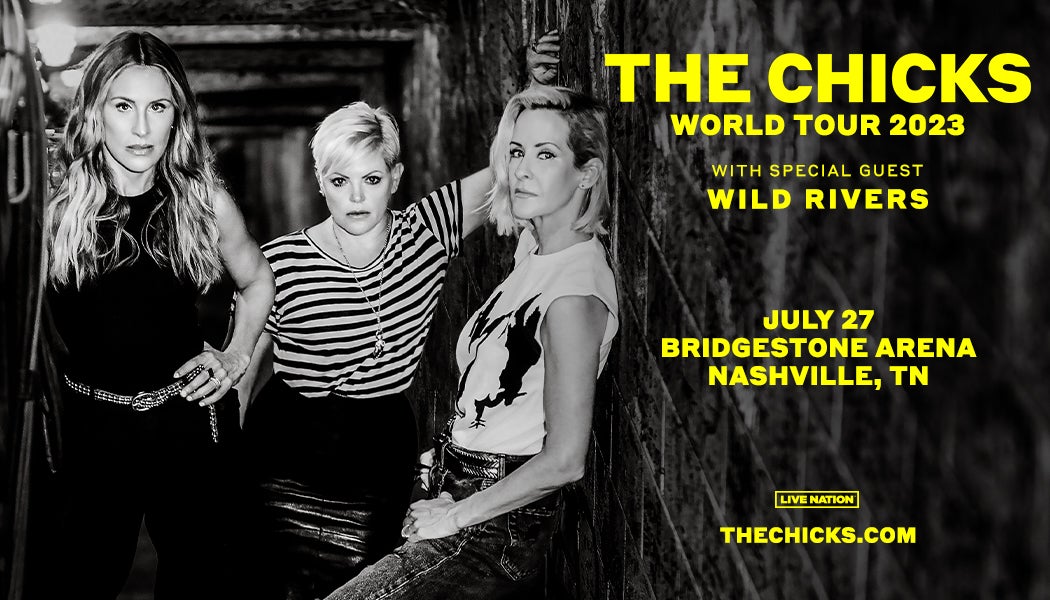 THE CHICKS
WORLD TOUR 2023
WITH SPECIAL GUEST
WILD RIVERS
JULY 27
BRIDGESTONE ARENA
NASHVILLE, TN
LIVE NATION
THECHICKS.COM